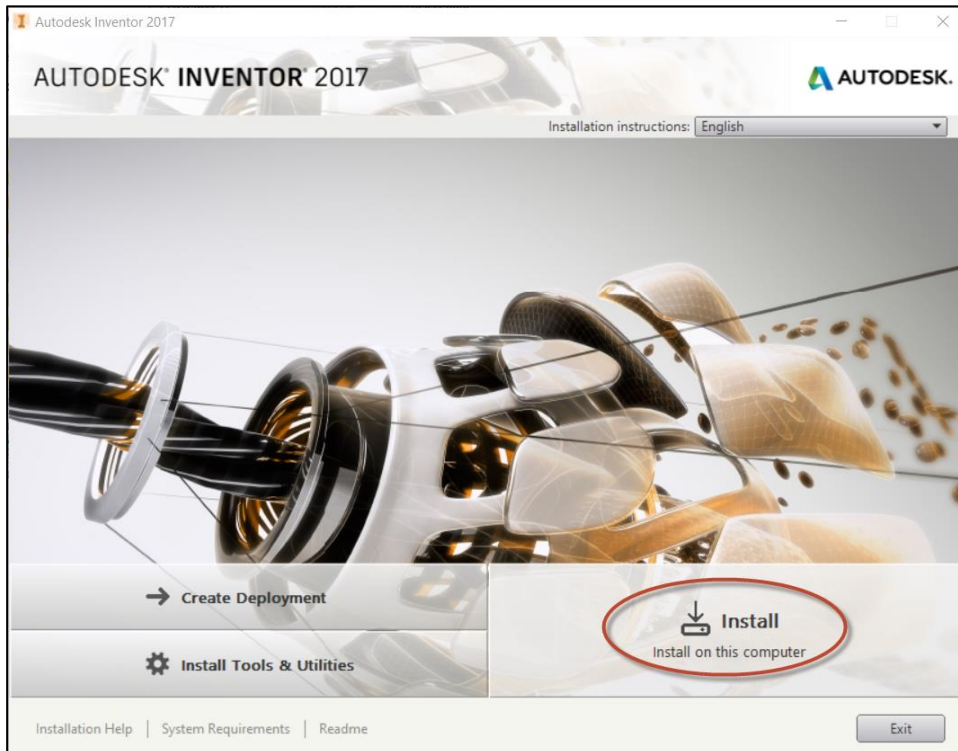 Autodesk Inventor 2017
AUTODESK® INVENTOR® 2017
AUTODESK.
Installation instructions: English
Create Deployment
Install
Install on this computer
Install Tools & Utilities
Installation Help | System Requirements | Readme
Exit